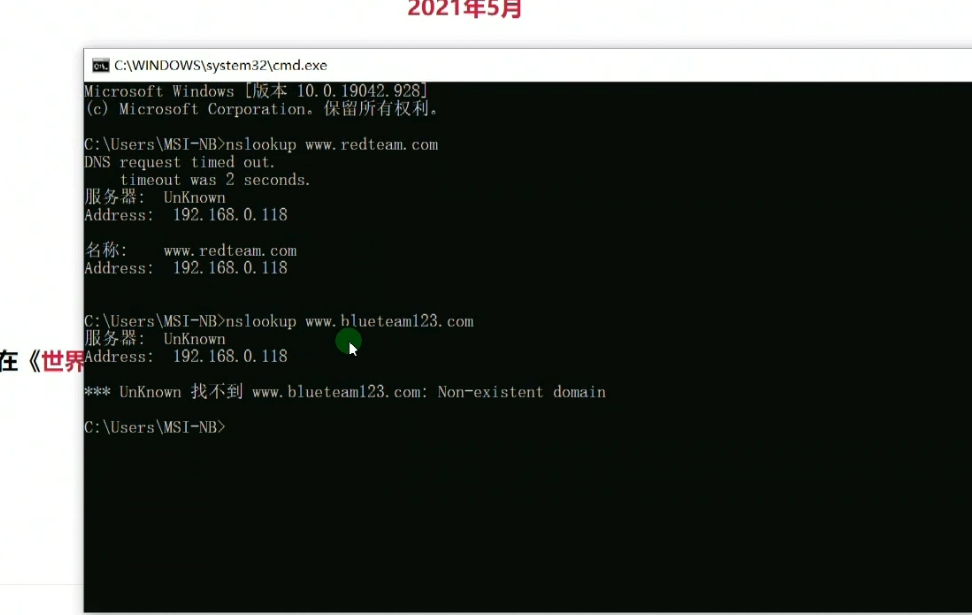 2021年5月
C:\WINDOWS\system32\cmd.exe
Microsoft Windows [版本 10.0.19042.928]
(c) Microsoft Corporation。保留所有权利。
C:\Users\MSI-NB>nslookup www.redteam.com
DNS request timed out.
timeout was 2 seconds.
服务器:  UnKnown
Address:  192.168.0.118
名称:    www.redteam.com
Address:  192.168.0.118
C:\Users\MSI-NB>nslookup www.blueteam123.com
服务器:  UnKnown
在《世界
Address:  192.168.0.118
*** UnKnown 找不到 www.blueteam123.com: Non-existent domain
C:\Users\MSI-NB>